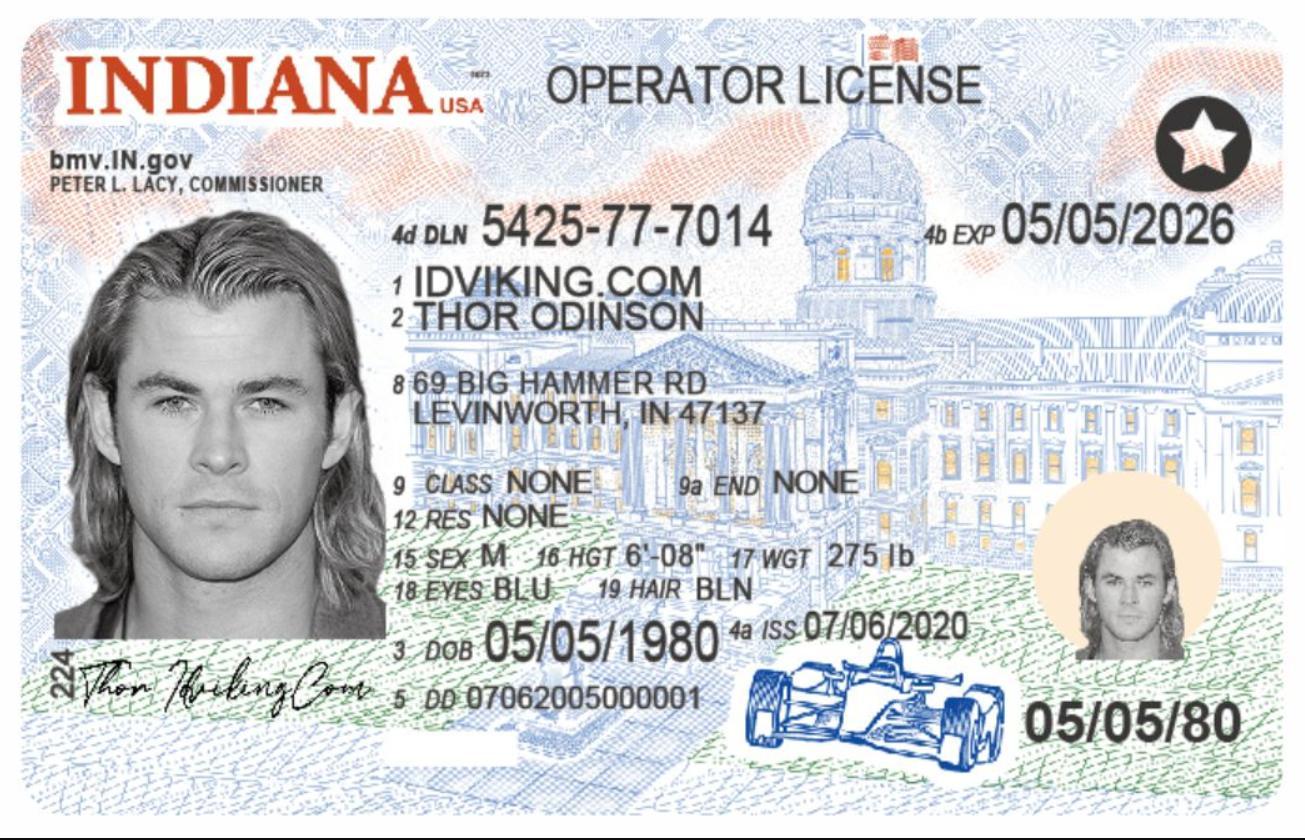 INDIANA USA
OPERATOR LICENSE
bmv.IN.gov
PETER L. LACY, COMMISSIONER
4d DLN 5425-77-7014
4b EXP 05/05/2026
1 IDVIKING.COM
2 THOR ODINSON
8 69 BIG HAMMER RD
LEVINWORTH, IN 47137
9 CLASS NONE 9a END NONE
12 RES NONE
15 SEX M 16 HGT 6'-08" 17 WGT 275 lb
18 EYES BLU 19 HAIR BLN
3 DOB 05/05/1980 4a ISS 07/06/2020
224
Thor IdvikingCom
5 DD 07062005000001
05/05/80